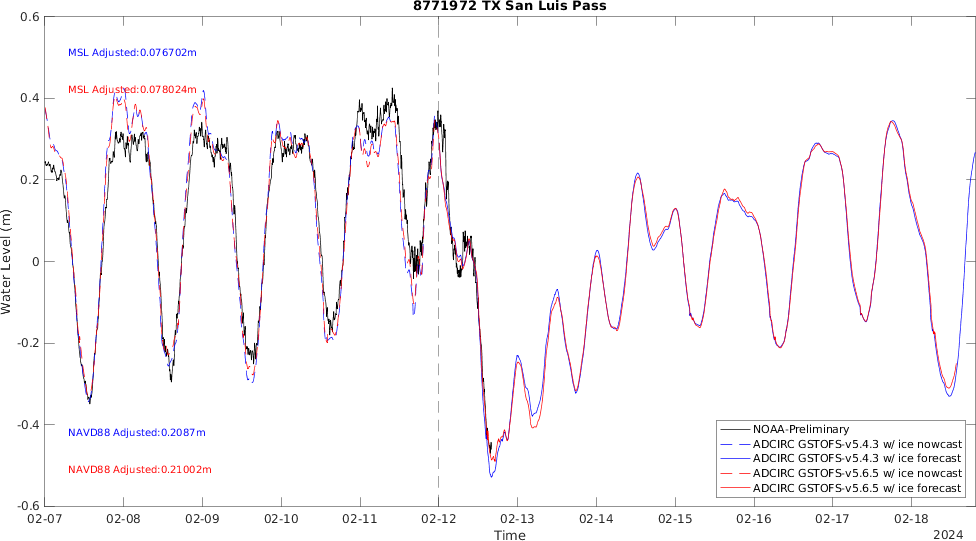 8771972 TX San Luis Pass
0.6
0.4
0.2
0
-0.2
-0.4
-0.6
Water Level (m)
MSL Adjusted:0.076702m
MSL Adjusted:0.078024m
NAVD88 Adjusted:0.2087m
NAVD88 Adjusted:0.21002m
NOAA-Preliminary
ADCIRC GSTOFS-v5.4.3 w/ ice nowcast
ADCIRC GSTOFS-v5.4.3 w/ ice forecast
ADCIRC GSTOFS-v5.6.5 w/ ice nowcast
ADCIRC GSTOFS-v5.6.5 w/ ice forecast
02-07 02-08 02-09 02-10 02-11 02-12 02-13 02-14 02-15 02-16 02-17 02-18
Time
2024